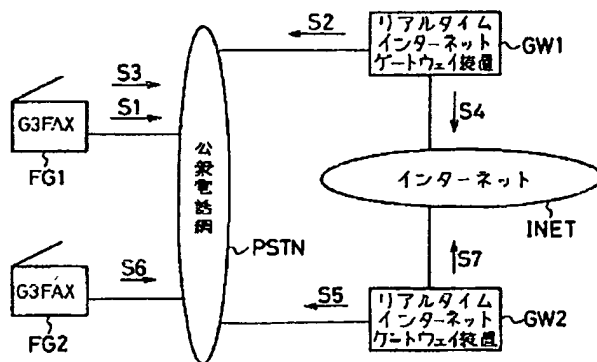 S2
リアルタイム
インターネット
ゲートウェイ装置
GW1
S3
S1
G3FAX
FG1
S4
公衆電話網
インターネット
INET
PSTN
S6
G3FAX
FG2
S7
S5
リアルタイム
インターネット
ゲートウェイ装置
GW2